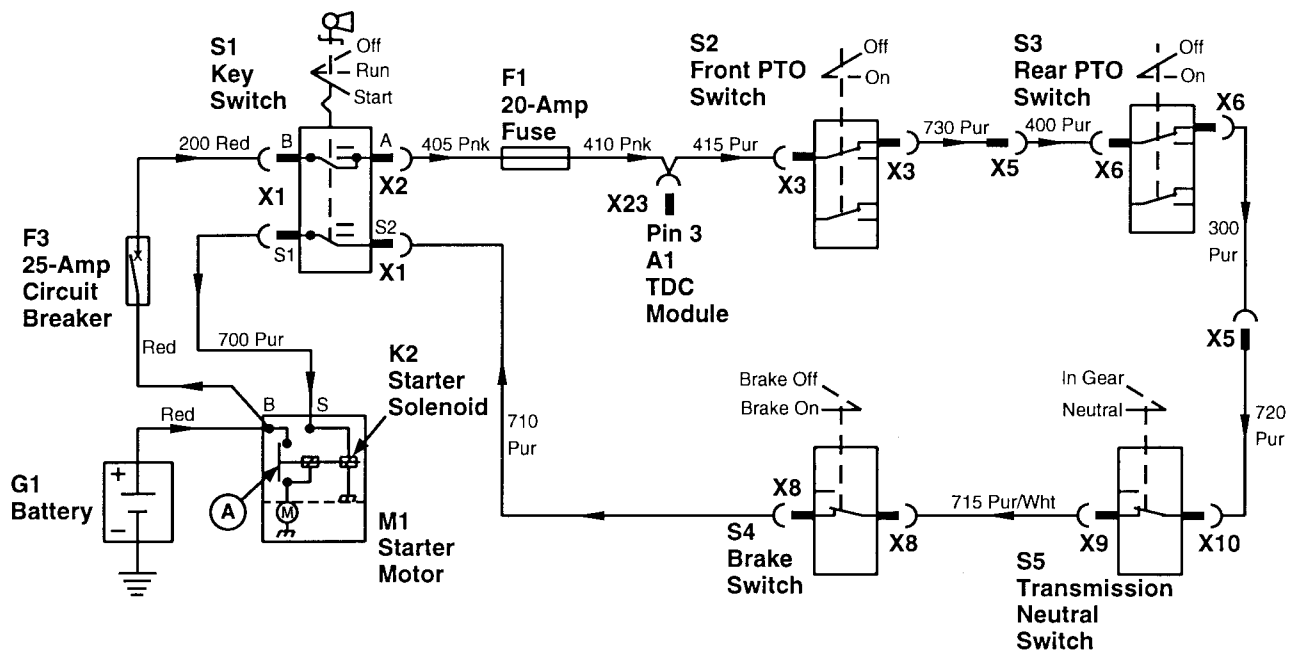 S1
Key
Switch
Off
Run
Start
F1
20-Amp
Fuse
S2
Front PTO
Switch
Off
On
S3
Rear PTO
Switch
Off
On
X6
200 Red
B
A
405 Pnk
410 Pnk
415 Pur
730 Pur
400 Pur
X1
X2
X23
X3
X3
X5
X6
Pin 3
A1
TDC
Module
S1
S2
X1
300
Pur
F3
25-Amp
Circuit
Breaker
Red
700 Pur
K2
Starter
Solenoid
X5
Brake Off
Brake On
In Gear
Neutral
B
S
Red
710
Pur
720
Pur
G1
Battery
+
−
A
M
M1
Starter
Motor
X8
S4
Brake
Switch
X8
715 Pur/Wht
X9
X10
S5
Transmission
Neutral
Switch